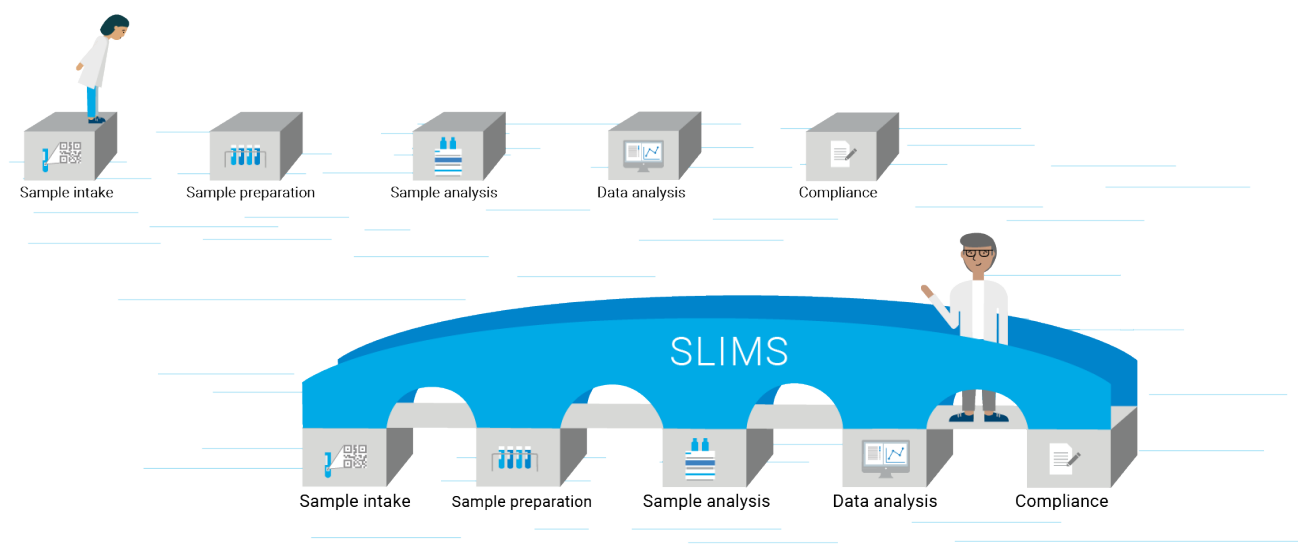 Sample intake
Sample preparation
Sample analysis
Data analysis
Compliance
SLIMS
Sample intake
Sample preparation
Sample analysis
Data analysis
Compliance